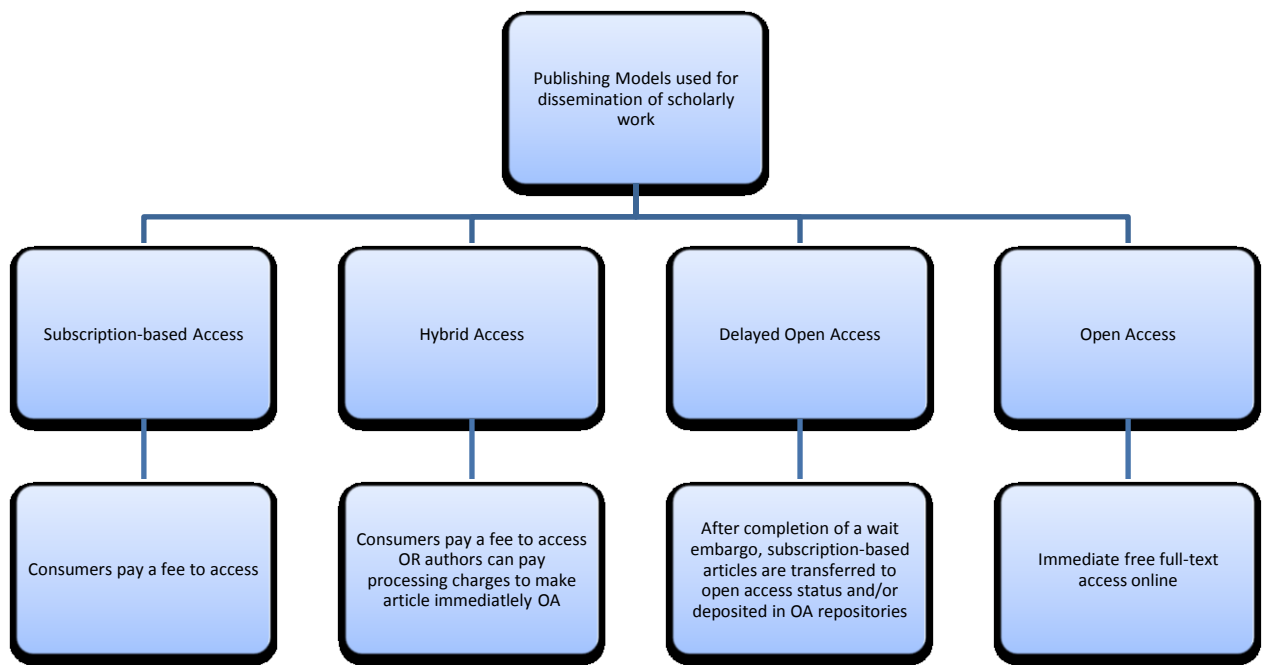 Publishing Models used for
dissemination of scholarly
work
Subscription-based Access
Hybrid Access
Delayed Open Access
Open Access
Consumers pay a fee to access
Consumers pay a fee to access
OR authors can pay
processing charges to make
article immediatlely OA
After completion of a wait
embargo, subscription-based
articles are transferred to
open access status and/or
deposited in OA repositories
Immediate free full-text
access online